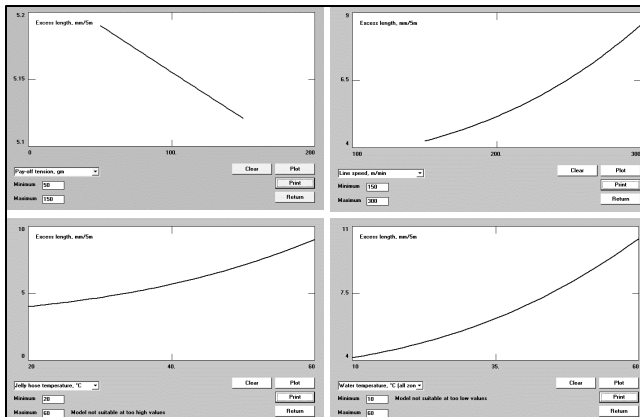 5.2
Excess length, mm/5m
5.15
5.1
0
100.
200
Pay-off tension, gm
Clear
Plot
Minimum
50
Print
Maximum
150
Return
9
Excess length, mm/5m
6.5
4
100
200.
300
Line speed, m/min
Clear
Plot
Minimum
150
Print
Maximum
300
Return
10
Excess length, mm/5m
5
0
20
40.
60
Jelly hose temperature, °C
Clear
Plot
Minimum
20
Print
Maximum
60
Model not suitable at too high values
Return
11
Excess length, mm/5m
7.5
4
10
35.
60
Water temperature, °C (all zon
Clear
Plot
Minimum
10
Model not suitable at too low values
Print
Maximum
60
Return